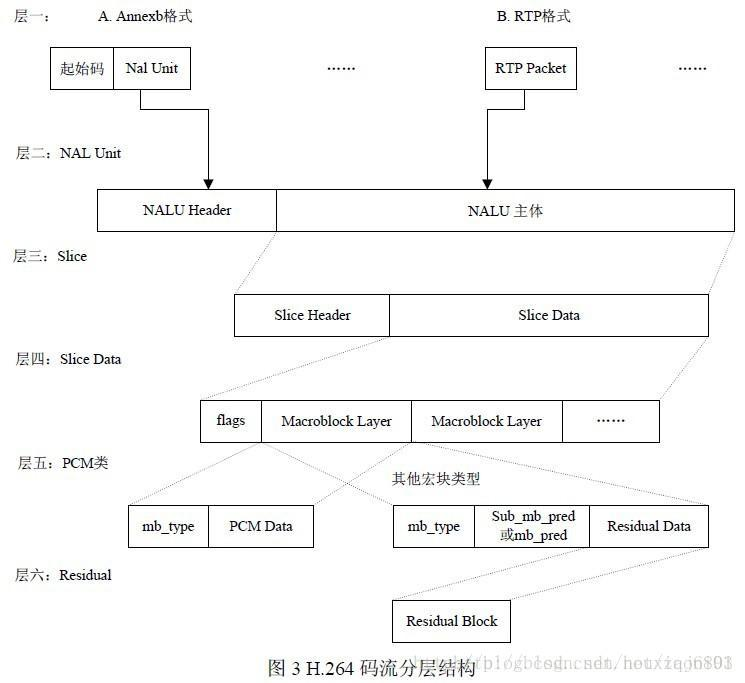 层一： A. Annexb格式 B. RTP格式
起始码 Nal Unit …… RTP Packet ……
层二：NAL Unit
NALU Header NALU 主体
层三：Slice
Slice Header Slice Data
层四：Slice Data
flags Macroblock Layer Macroblock Layer ……
层五：PCM类
其他宏块类型
mb_type PCM Data mb_type Sub_mb_pred
或mb_pred Residual Data
层六：Residual
Residual Block
图 3 H.264 码流分层结构